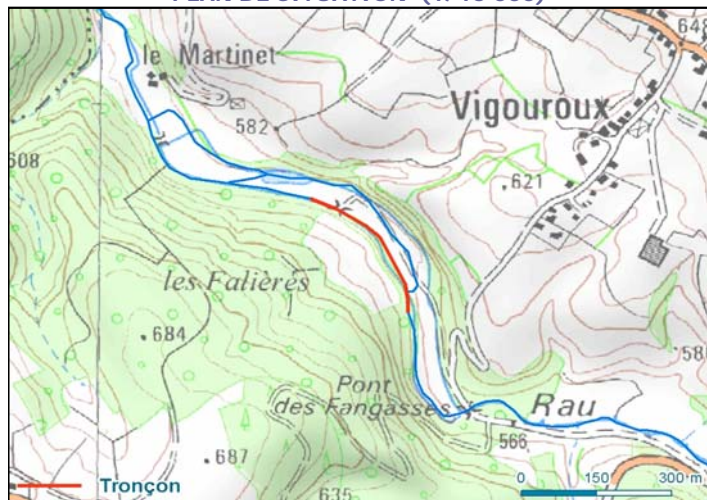 le Martinet
648
582
Vigouroux
608
621
les Falières
684
Pont
des Fangasses
Rau
566
687
635
Tronçon
0 150 300 m